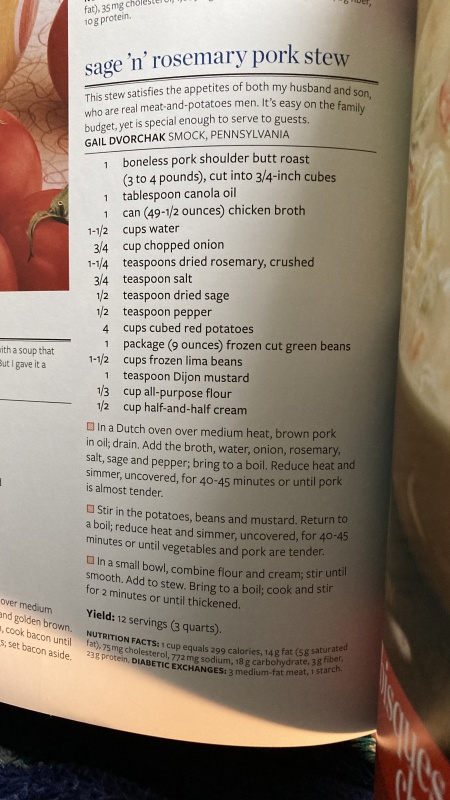 fat), 35 mg
10 g protein.
sage 'n' rosemary pork stew
This stew satisfies the appetites of both my husband and son,
who are real meat-and-potatoes men. It's easy on the family
budget, yet is special enough to serve to guests.
GAIL DVORCHAK SMOCK, PENNSYLVANIA
1 boneless pork shoulder butt roast
(3 to 4 pounds), cut into 3/4-inch cubes
1 tablespoon canola oil
1 can (49-1/2 ounces) chicken broth
1-1/2 cups water
3/4 cup chopped onion
1-1/4 teaspoons dried rosemary, crushed
3/4 teaspoon salt
1/2 teaspoon dried sage
1/2 teaspoon pepper
4 cups cubed red potatoes
1 package (9 ounces) frozen cut green beans
1-1/2 cups frozen lima beans
1 teaspoon Dijon mustard
1/3 cup all-purpose flour
1/2 cup half-and-half cream
In a Dutch oven over medium heat, brown pork
in oil; drain. Add the broth, water, onion, rosemary,
salt, sage and pepper; bring to a boil. Reduce heat and
simmer, uncovered, for 40-45 minutes or until pork
is almost tender.
Stir in the potatoes, beans and mustard. Return to
a boil; reduce heat and simmer, uncovered, for 40-45
minutes or until vegetables and pork are tender.
In a small bowl, combine flour and cream; stir until
smooth. Add to stew. Bring to a boil; cook and stir
for 2 minutes or until thickened.
Yield: 12 servings (3 quarts).
NUTRITION FACTS: 1 cup equals 299 calories, 14 g fat (5 g saturated
fat), 75 mg cholesterol, 772 mg sodium, 18 g carbohydrate, 3 g fiber,
23 g protein. DIABETIC EXCHANGES: 3 medium-fat meat, 1 starch.
with a soup that
But I gave it a
over medium
and golden brown.
, cook bacon until
s; set bacon aside.
bisques